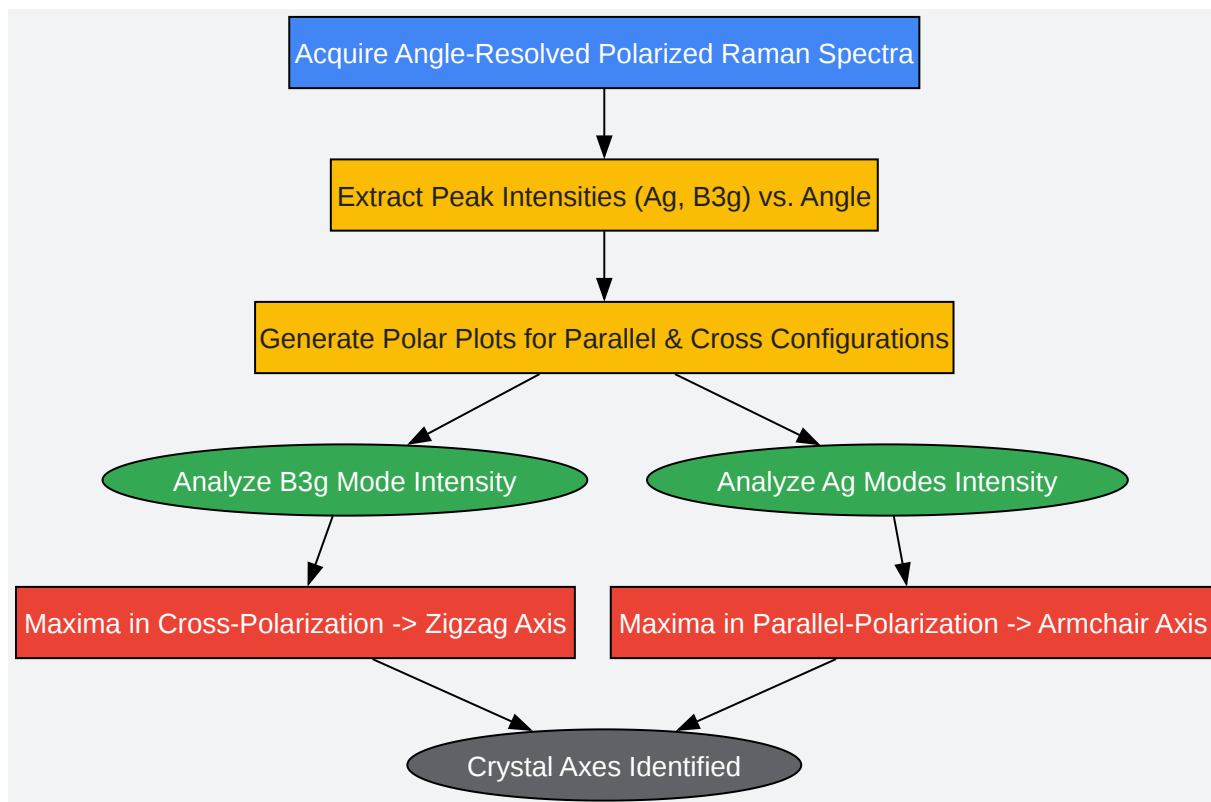 Acquire Angle-Resolved Polarized Raman Spectra
Extract Peak Intensities (Ag, B3g) vs. Angle
Generate Polar Plots for Parallel & Cross Configurations
Analyze B3g Mode Intensity
Analyze Ag Modes Intensity
Maxima in Cross-Polarization -> Zigzag Axis
Maxima in Parallel-Polarization -> Armchair Axis
Crystal Axes Identified